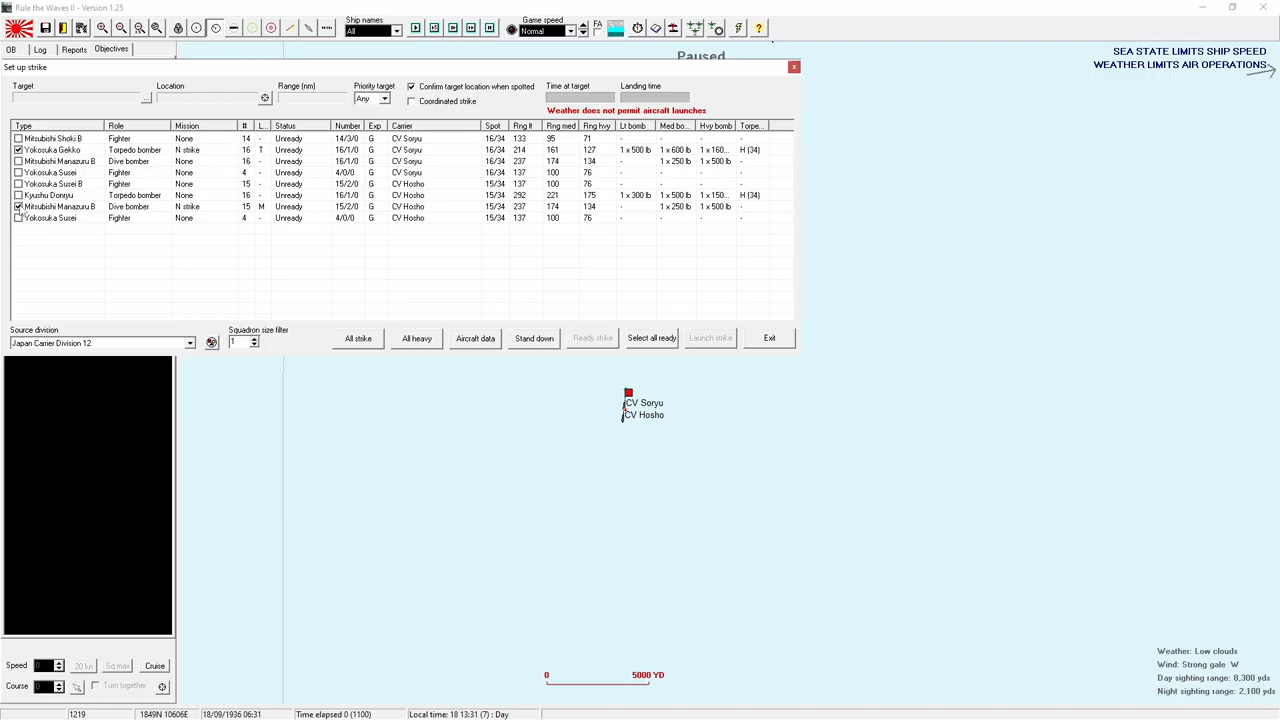 Rule the Waves II - Version 1.25
Ship names
All
Game speed
Normal
FA
OB Log Reports Objectives
Paused
SEA STATE LIMITS SHIP SPEED
WEATHER LIMITS AIR OPERATIONS
Set up strike
Target Location Range (nm) Priority target
Any
Confirm target location when spotted
Coordinated strike
Time at target Landing time
Weather does not permit aircraft launches
Type Role Mission # L... Status Number Exp Carrier Spot Rng lt Rng med Rng hvy Lt bomb Med bo... Hvy bomb Torpe...
Mitsubishi Shoki B Fighter None 14 - Unready 14/3/0 G CV Soryu 16/34 133 95 71 - - - -
Yokosuka Gekko Torpedo bomber N strike 16 T Unready 16/1/0 G CV Soryu 16/34 214 161 127 1 x 500 lb 1 x 600 lb 1 x 160... H (34)
Mitsubishi Manazuru B Dive bomber None 16 - Unready 16/1/0 G CV Soryu 16/34 237 174 134 - 1 x 250 lb 1 x 500 lb -
Yokosuka Susei Fighter None 4 - Unready 4/0/0 G CV Soryu 16/34 137 100 76 - - - -
Yokosuka Susei B Fighter None 15 - Unready 15/2/0 G CV Hosho 15/34 137 100 76 - - - -
Kyushu Donryu Torpedo bomber None 16 - Unready 16/1/0 G CV Hosho 15/34 292 221 175 1 x 300 lb 1 x 500 lb 1 x 150... H (34)
Mitsubishi Manazuru B Dive bomber N strike 15 M Unready 15/2/0 G CV Hosho 15/34 237 174 134 - 1 x 250 lb 1 x 500 lb -
Yokosuka Susei Fighter None 4 - Unready 4/0/0 G CV Hosho 15/34 137 100 76 - - - -
Source division
Japan Carrier Division 12
Squadron size filter
1
All strike All heavy Aircraft data Stand down Ready strike Select all ready Launch strike Exit
CV Soryu
CV Hosho
Speed 0 20 kn Sq max Cruise
Course 0 Turn together
0 5000 YD
Weather: Low clouds
Wind: Strong gale W
Day sighting range: 8,300 yds
Night sighting range: 2,100 yds
1219 1849N 10606E 18/09/1936 06:31 Time elapsed 0 (1100) Local time: 18 13:31 (7) : Day